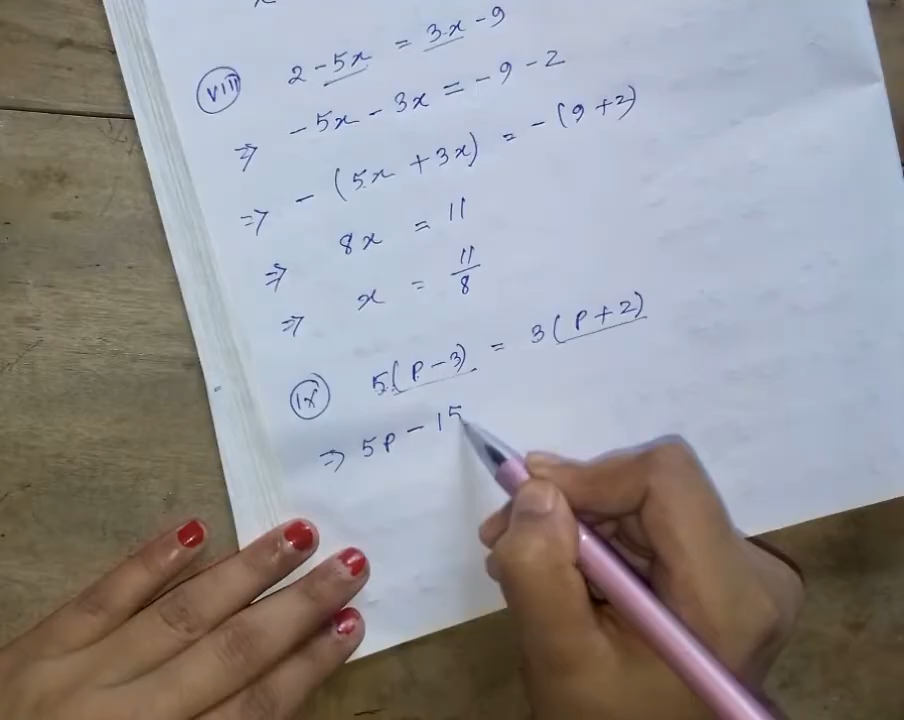 (viii) 2 - 5x = 3x - 9
⇒ - 5x - 3x = - 9 - 2
⇒ - (5x + 3x) = - (9 + 2)
⇒ 8x = 11
⇒ x = 11/8
(ix) 5(p - 3) = 3(p + 2)
⇒ 5p - 15